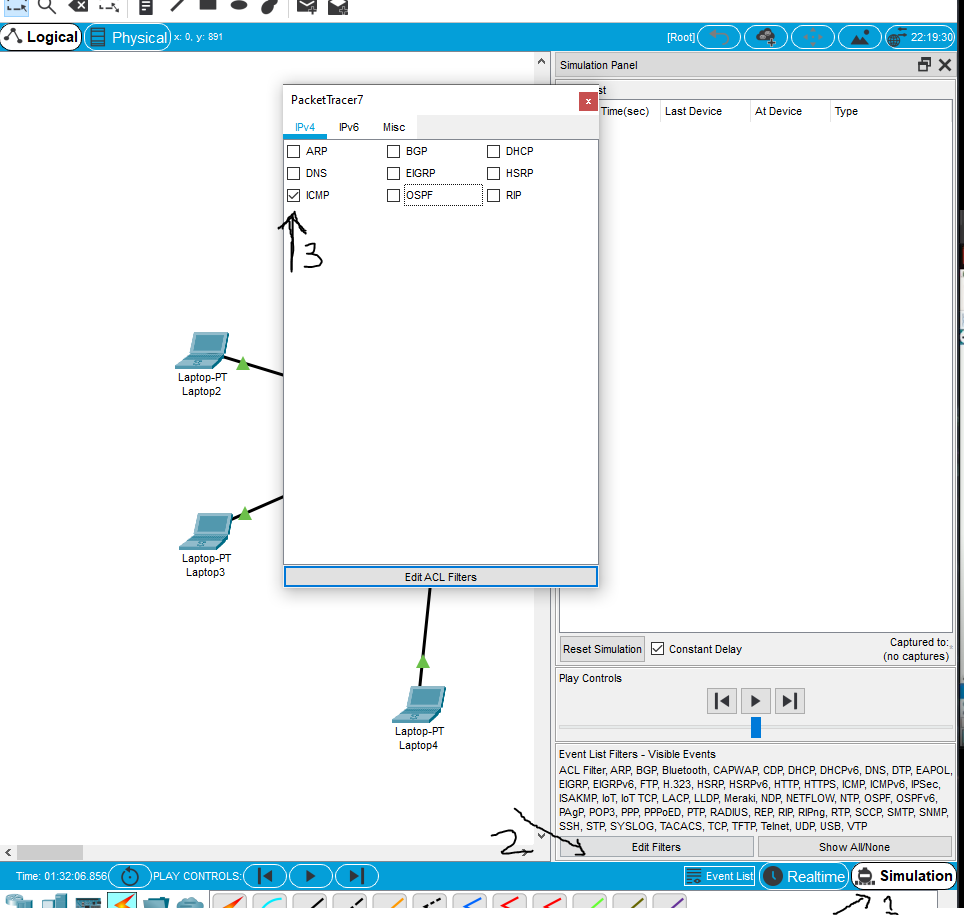 Logical
Physical
x: 0, y: 891
[Root]
22:19:30
Simulation Panel
st
PacketTracer7
x
Time(sec)
Last Device
At Device
Type
IPv4
IPv6
Misc
ARP
BGP
DHCP
DNS
EIGRP
HSRP
ICMP
OSPF
RIP
3
Laptop-PT
Laptop2
Laptop-PT
Laptop3
Edit ACL Filters
Laptop-PT
Laptop4
Reset Simulation
Constant Delay
Captured to:
(no captures)
Play Controls
Event List Filters - Visible Events
ACL Filter, ARP, BGP, Bluetooth, CAPWAP, CDP, DHCP, DHCPv6, DNS, DTP, EAPOL,
EIGRP, EIGRPv6, FTP, H.323, HSRP, HSRPv6, HTTP, HTTPS, ICMP, ICMPv6, IPSec,
ISAKMP, IoT, IoT TCP, LACP, LLDP, Meraki, NDP, NETFLOW, NTP, OSPF, OSPFv6,
PAgP, POP3, PPP, PPPoED, PTP, RADIUS, REP, RIP, RIPng, RTP, SCCP, SMTP, SNMP,
SSH, STP, SYSLOG, TACACS, TCP, TFTP, Telnet, UDP, USB, VTP
2
Edit Filters
Show All/None
Time: 01:32:06.856
PLAY CONTROLS:
Event List
Realtime
Simulation
1